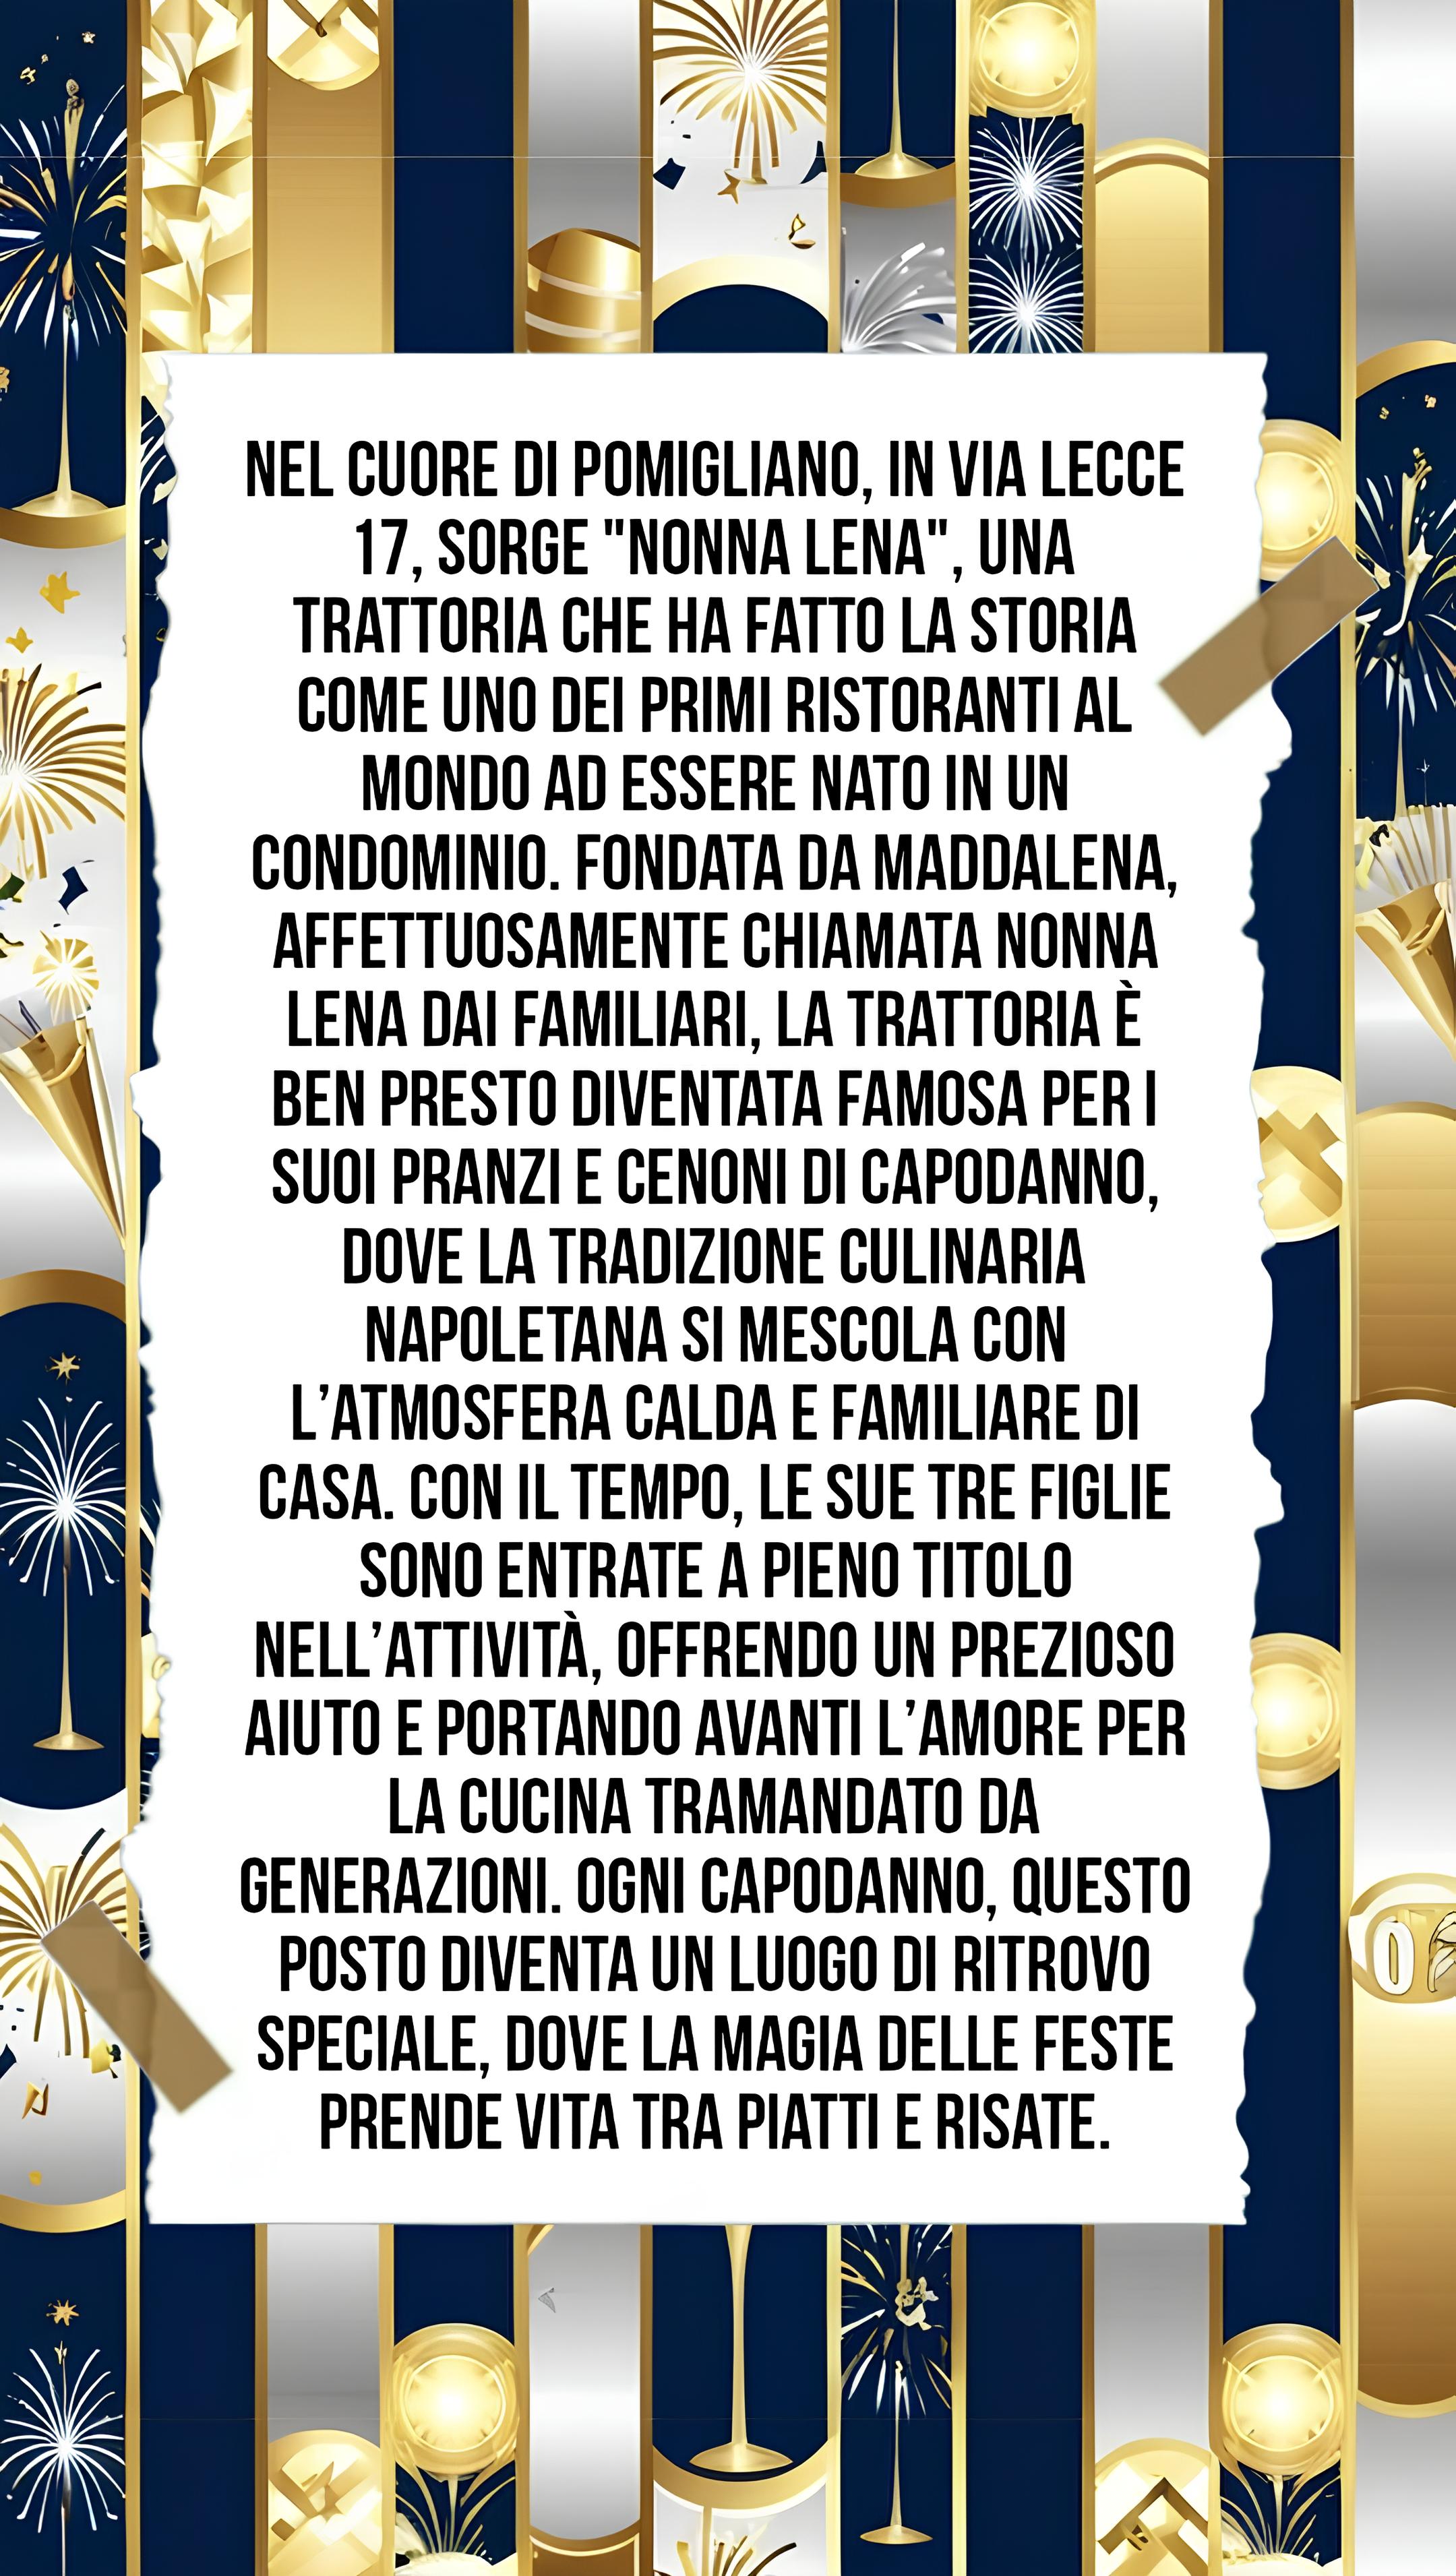 NEL CUORE DI POMIGLIANO, IN VIA LECCE
17, SORGE "NONNA LENA", UNA
TRATTORIA CHE HA FATTO LA STORIA
COME UNO DEI PRIMI RISTORANTI AL
MONDO AD ESSERE NATO IN UN
CONDOMINIO. FONDATA DA MADDALENA,
AFFETTUOSAMENTE CHIAMATA NONNA
LENA DAI FAMILIARI, LA TRATTORIA È
BEN PRESTO DIVENTATA FAMOSA PER I
SUOI PRANZI E CENONI DI CAPODANNO,
DOVE LA TRADIZIONE CULINARIA
NAPOLETANA SI MESCOLA CON
L’ATMOSFERA CALDA E FAMILIARE DI
CASA. CON IL TEMPO, LE SUE TRE FIGLIE
SONO ENTRATE A PIENO TITOLO
NELL’ATTIVITÀ, OFFRENDO UN PREZIOSO
AIUTO E PORTANDO AVANTI L’AMORE PER
LA CUCINA TRAMANDATO DA
GENERAZIONI. OGNI CAPODANNO, QUESTO
POSTO DIVENTA UN LUOGO DI RITROVO
SPECIALE, DOVE LA MAGIA DELLE FESTE
PRENDE VITA TRA PIATTI E RISATE.